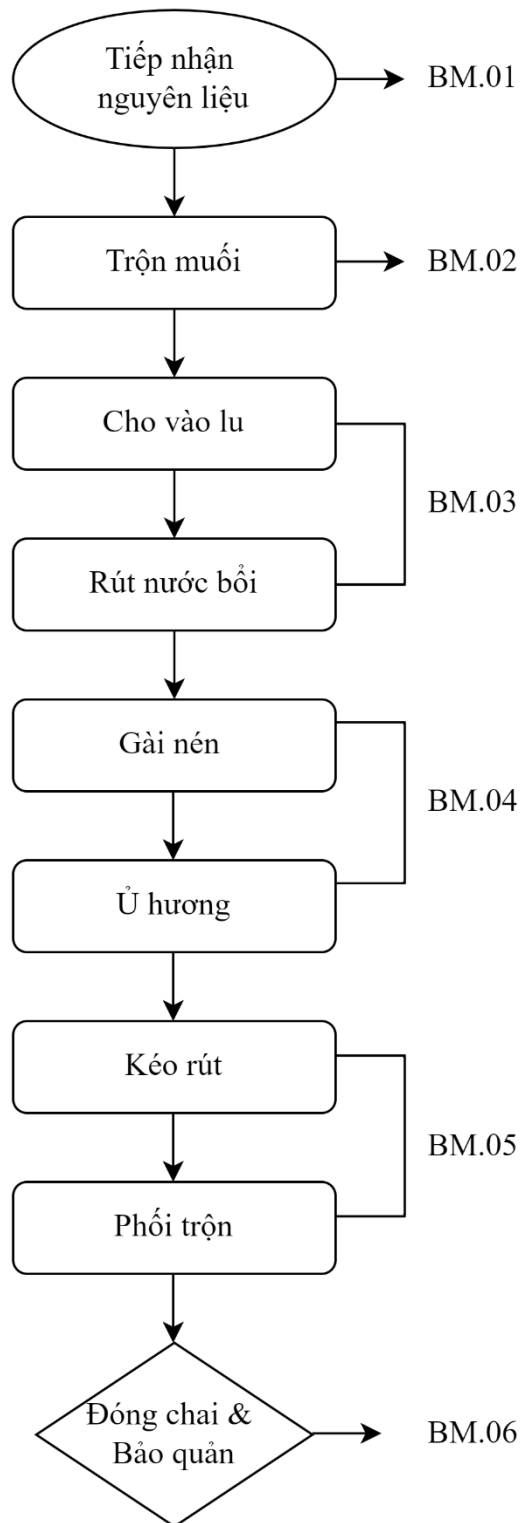 Tiếp nhận
nguyên liệu
BM.01
Trộn muối
BM.02
Cho vào lu
BM.03
Rút nước bổi
Gài nén
BM.04
Ủ hương
Kéo rút
BM.05
Phối trộn
Đóng chai &
Bảo quản
BM.06